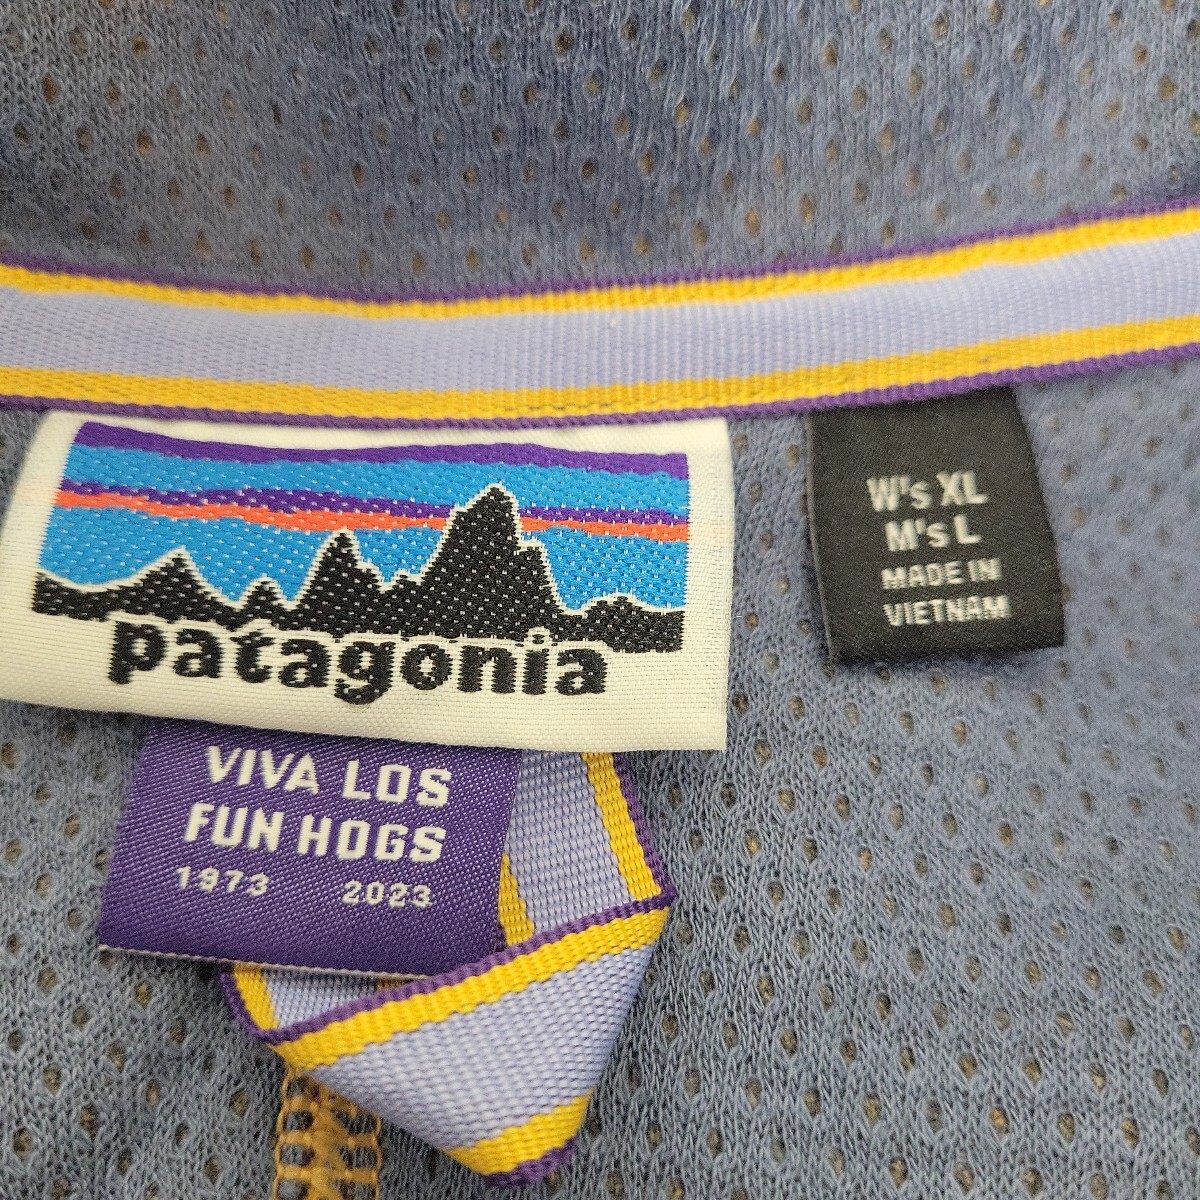 patagonia
VIVA LOS
FUN HOGS
1973 2023
W's XL
M's L
MADE IN
VIETNAM